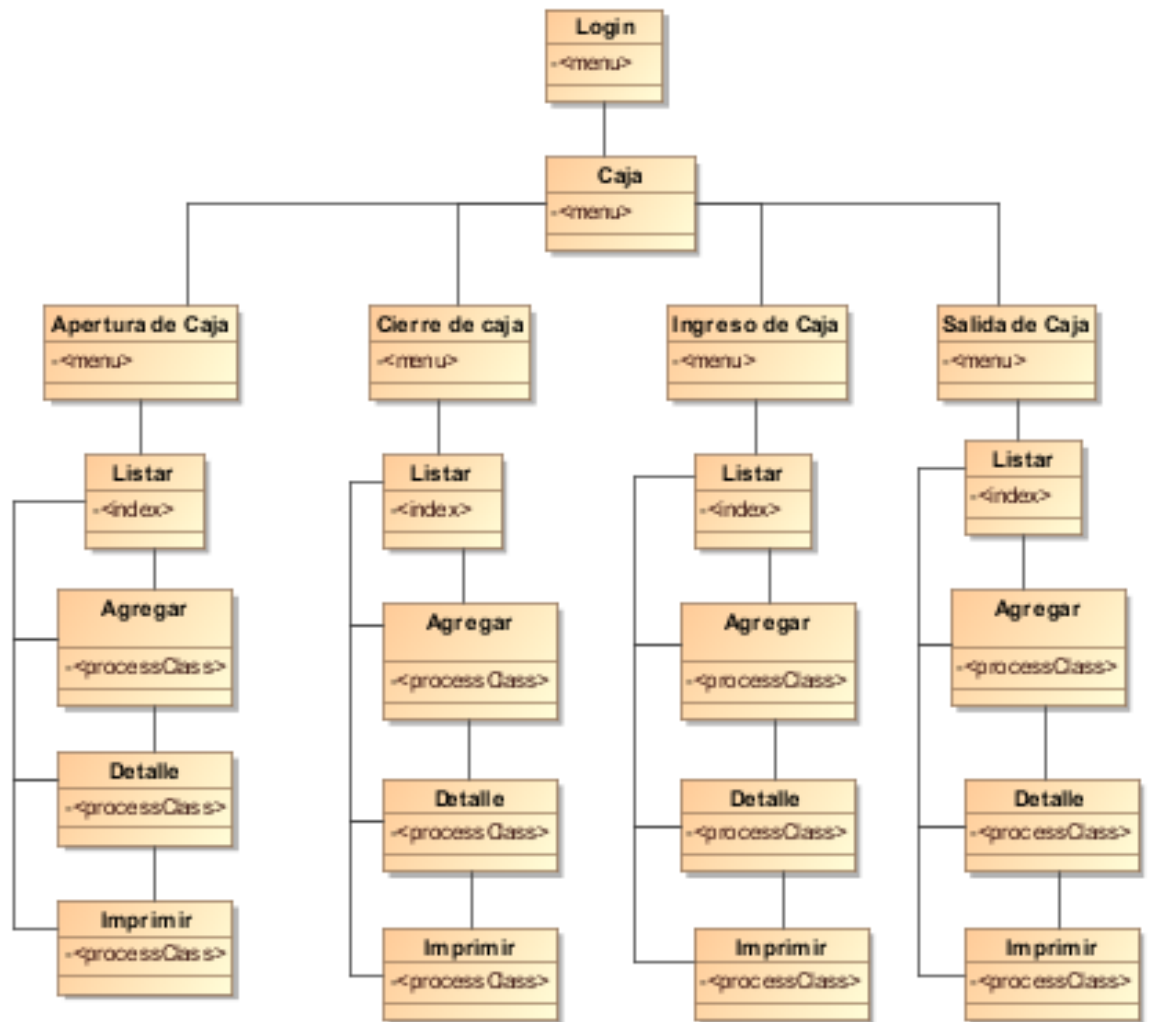 Login
-<menu>
Caja
-<menu>
Apertura de Caja
-<menu>
Cierre de caja
-<menu>
Ingreso de Caja
-<menu>
Salida de Caja
-<menu>
Listar
-<index>
Listar
-<index>
Listar
-<index>
Listar
-<index>
Agregar
-<processClass>
Agregar
-<processClass>
Agregar
-<processClass>
Agregar
-<processClass>
Detalle
-<processClass>
Detalle
-<processClass>
Detalle
-<processClass>
Detalle
-<processClass>
Imprimir
-<processClass>
Imprimir
-<processClass>
Imprimir
-<processClass>
Imprimir
-<processClass>